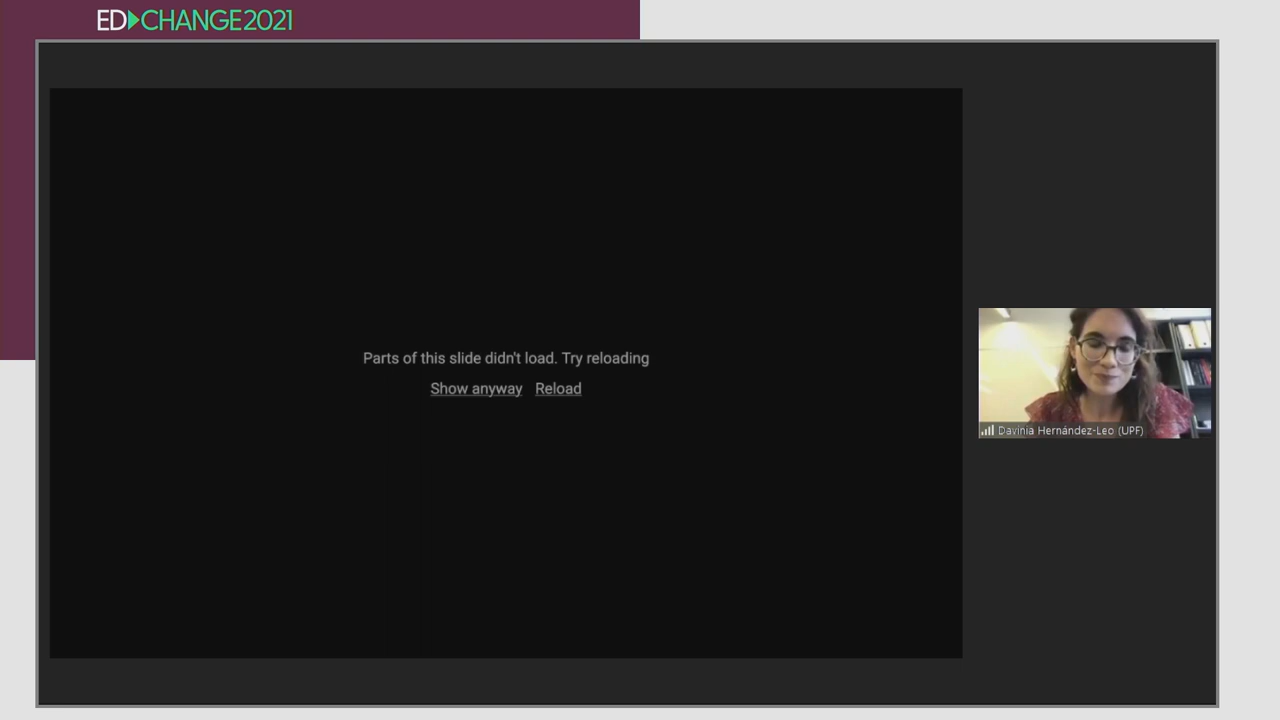 ED▶CHANGE2021
Parts of this slide didn't load. Try reloading
Show anyway Reload
Davinia Hernández-Leo (UPF)